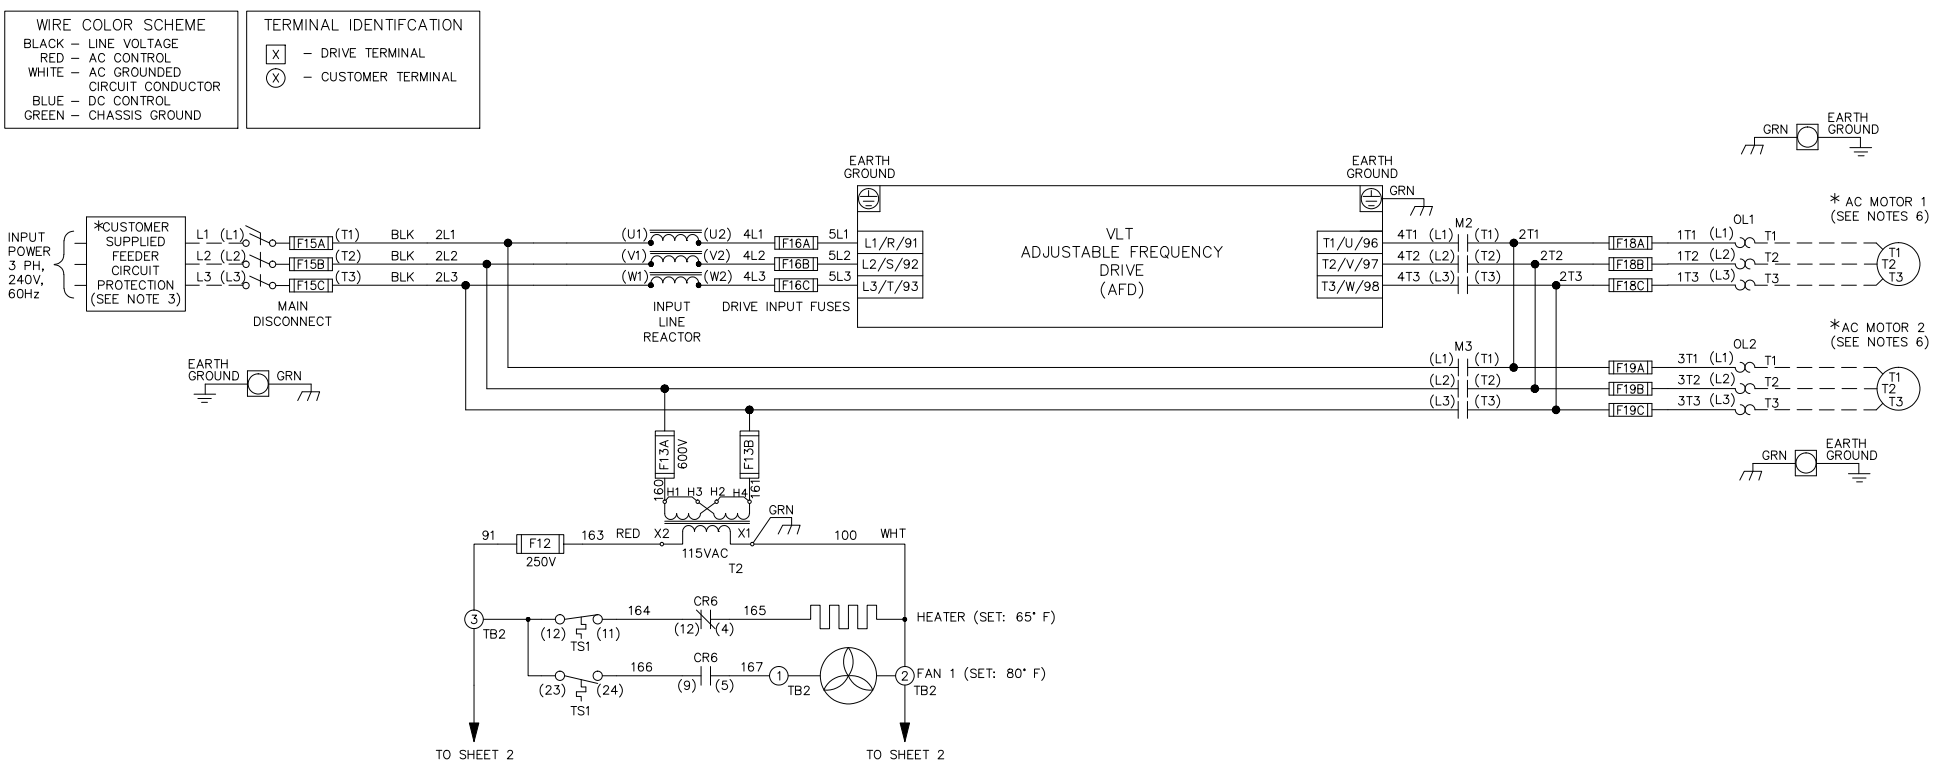 WIRE COLOR SCHEME
BLACK – LINE VOLTAGE
RED – AC CONTROL
WHITE – AC GROUNDED
CIRCUIT CONDUCTOR
BLUE – DC CONTROL
GREEN – CHASSIS GROUND
TERMINAL IDENTIFCATION
X – DRIVE TERMINAL
X – CUSTOMER TERMINAL
INPUT
POWER
3 PH,
240V,
60Hz
*CUSTOMER
SUPPLIED
FEEDER
CIRCUIT
PROTECTION
(SEE NOTE 3)
L1 (L1) F15A (T1) BLK 2L1
L2 (L2) F15B (T2) BLK 2L2
L3 (L3) F15C (T3) BLK 2L3
MAIN
DISCONNECT
(U1) (U2) 4L1 F16A 5L1
(V1) (V2) 4L2 F16B 5L2
(W1) (W2) 4L3 F16C 5L3
INPUT
LINE
REACTOR
DRIVE INPUT FUSES
EARTH
GROUND
L1/R/91
L2/S/92
L3/T/93
VLT
ADJUSTABLE FREQUENCY
DRIVE
(AFD)
EARTH
GROUND
GRN
T1/U/96
T2/V/97
T3/W/98
M2
4T1 (L1) (T1) 2T1 F18A 1T1 (L1) T1
4T2 (L2) (T2) 2T2 F18B 1T2 (L2) T2
4T3 (L3) (T3) 2T3 F18C 1T3 (L3) T3
OL1
GRN
EARTH
GROUND
* AC MOTOR 1
(SEE NOTES 6)
T1
T2
T3
M3
(L1) (T1) F19A 3T1 (L1) T1
(L2) (T2) F19B 3T2 (L2) T2
(L3) (T3) F19C 3T3 (L3) T3
OL2
*AC MOTOR 2
(SEE NOTES 6)
T1
T2
T3
GRN
EARTH
GROUND
EARTH
GROUND
GRN
F13A
600V
F13B
160
161
H1 H3 H2 H4
GRN
91 F12 163 RED X2 X1 100 WHT
250V
115VAC
T2
3
TB2
(12) (11) 164 CR6 (12) (4) 165
TS1
HEATER (SET: 65° F)
(23) (24) 166 CR6 (9) (5) 167 1
TS1
TB2
2
TB2
FAN 1 (SET: 80° F)
TO SHEET 2
TO SHEET 2